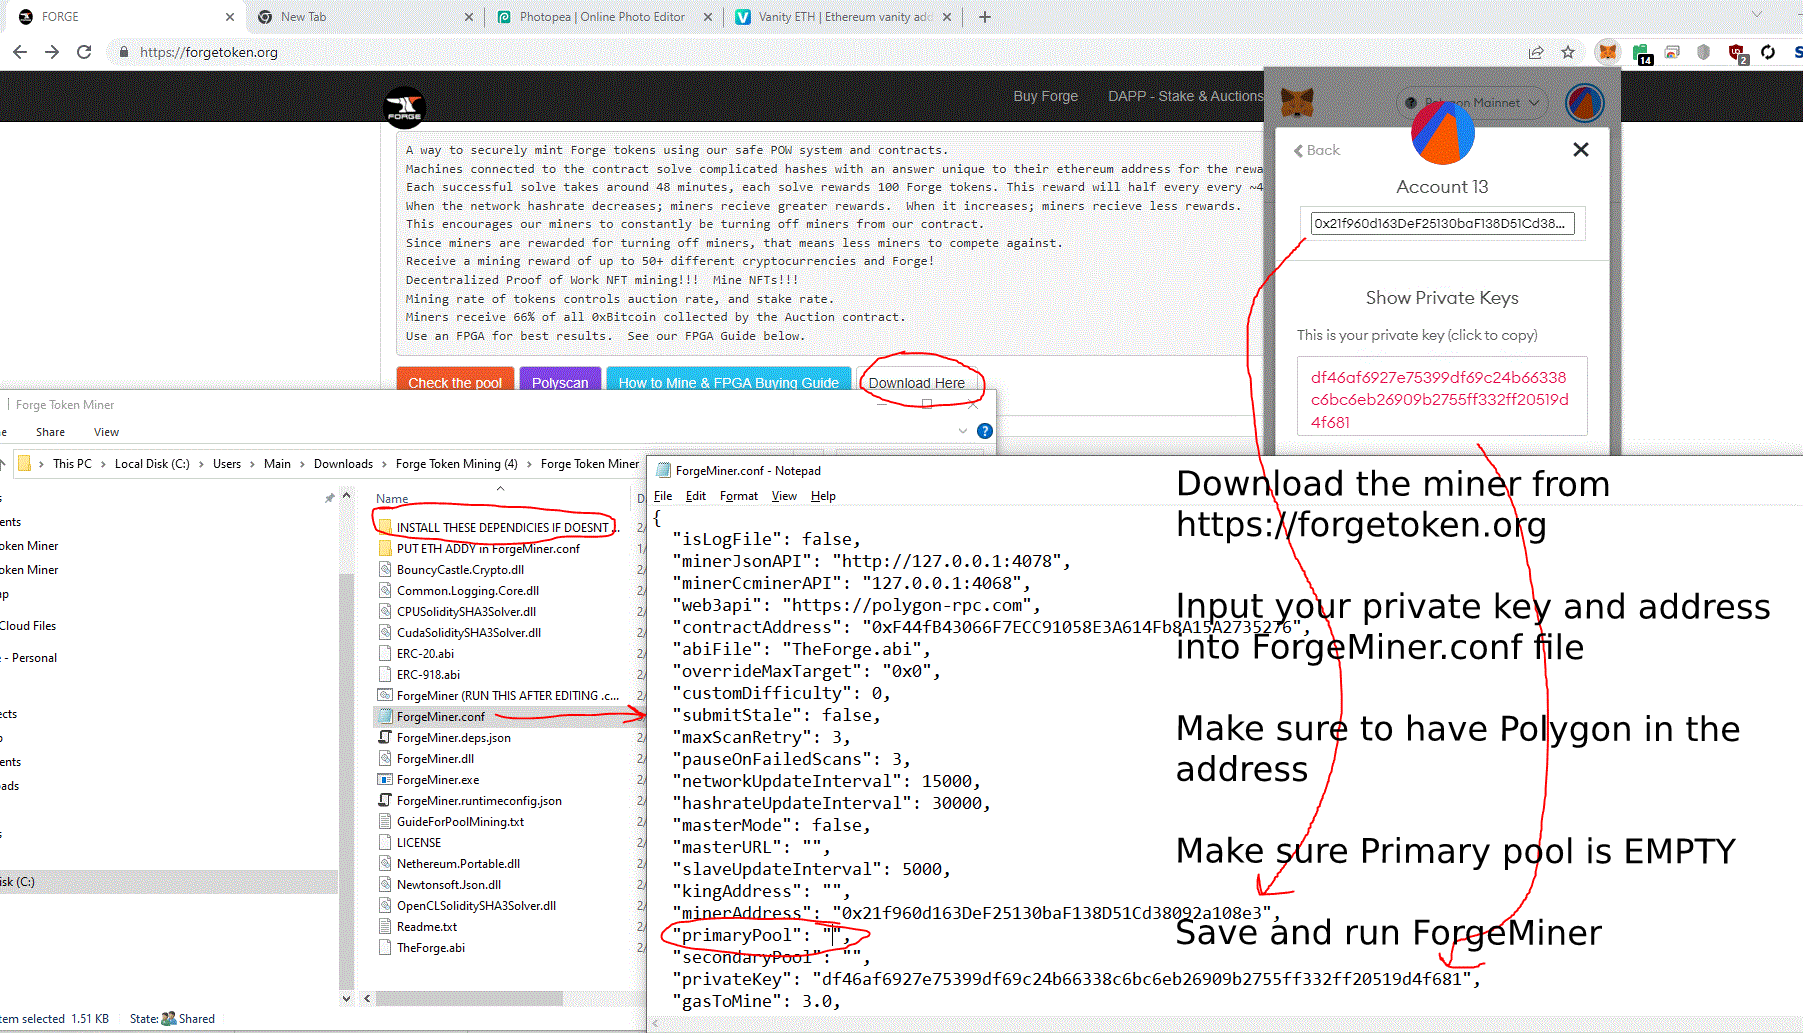 FORGE
New Tab
Photopea | Online Photo Editor
Vanity ETH | Ethereum vanity add
https://forgetoken.org
14
2
FORGE
Buy Forge
DAPP - Stake & Auctions
Polygon Mainnet
A way to securely mint Forge tokens using our safe POW system and contracts.
Machines connected to the contract solve complicated hashes with an answer unique to their ethereum address for the rewa
Each successful solve takes around 48 minutes, each solve rewards 100 Forge tokens. This reward will half every every ~4
When the network hashrate decreases; miners recieve greater rewards.  When it increases; miners recieve less rewards.
This encourages our miners to constantly be turning off miners from our contract.
Since miners are rewarded for turning off miners, that means less miners to compete against.
Receive a mining reward of up to 50+ different cryptocurrencies and Forge!
Decentralized Proof of Work NFT mining!!!  Mine NFTs!!!
Mining rate of tokens controls auction rate, and stake rate.
Miners receive 66% of all 0xBitcoin collected by the Auction contract.
Use an FPGA for best results.  See our FPGA Guide below.
Check the pool
Polyscan
How to Mine & FPGA Buying Guide
Download Here
Back
Account 13
0x21f960d163DeF25130baF138D51Cd38...
Show Private Keys
This is your private key (click to copy)
df46af6927e75399df69c24b66338
c6bc6eb26909b2755ff332ff20519d
4f681
Forge Token Miner
Share
View
This PC > Local Disk (C:) > Users > Main > Downloads > Forge Token Mining (4) > Forge Token Miner
ents
oken Miner
oken Miner
Cloud Files
- Personal
ects
ents
ads
isk (C:)
Name
INSTALL THESE DEPENDICIES IF DOESNT ...
PUT ETH ADDY in ForgeMiner.conf
BouncyCastle.Crypto.dll
Common.Logging.Core.dll
CPUSoliditySHA3Solver.dll
CudaSoliditySHA3Solver.dll
ERC-20.abi
ERC-918.abi
ForgeMiner (RUN THIS AFTER EDITING .c...
ForgeMiner.conf
ForgeMiner.deps.json
ForgeMiner.dll
ForgeMiner.exe
ForgeMiner.runtimeconfig.json
GuideForPoolMining.txt
LICENSE
Nethereum.Portable.dll
Newtonsoft.Json.dll
OpenCLSoliditySHA3Solver.dll
Readme.txt
TheForge.abi
tem selected  1.51 KB
State: Shared
ForgeMiner.conf - Notepad
File Edit Format View Help
{
"isLogFile": false,
"minerJsonAPI": "http://127.0.0.1:4078",
"minerCcminerAPI": "127.0.0.1:4068",
"web3api": "https://polygon-rpc.com",
"contractAddress": "0xF44fB43066F7ECC91058E3A614Fb8A15A2735276",
"abiFile": "TheForge.abi",
"overrideMaxTarget": "0x0",
"customDifficulty": 0,
"submitStale": false,
"maxScanRetry": 3,
"pauseOnFailedScans": 3,
"networkUpdateInterval": 15000,
"hashrateUpdateInterval": 30000,
"masterMode": false,
"masterURL": "",
"slaveUpdateInterval": 5000,
"kingAddress": "",
"minerAddress": "0x21f960d163DeF25130baF138D51Cd38092a108e3",
"primaryPool": "",
"secondaryPool": "",
"privateKey": "df46af6927e75399df69c24b66338c6bc6eb26909b2755ff332ff20519d4f681",
"gasToMine": 3.0,
Download the miner from
https://forgetoken.org
Input your private key and address
into ForgeMiner.conf file
Make sure to have Polygon in the
address
Make sure Primary pool is EMPTY
Save and run ForgeMiner